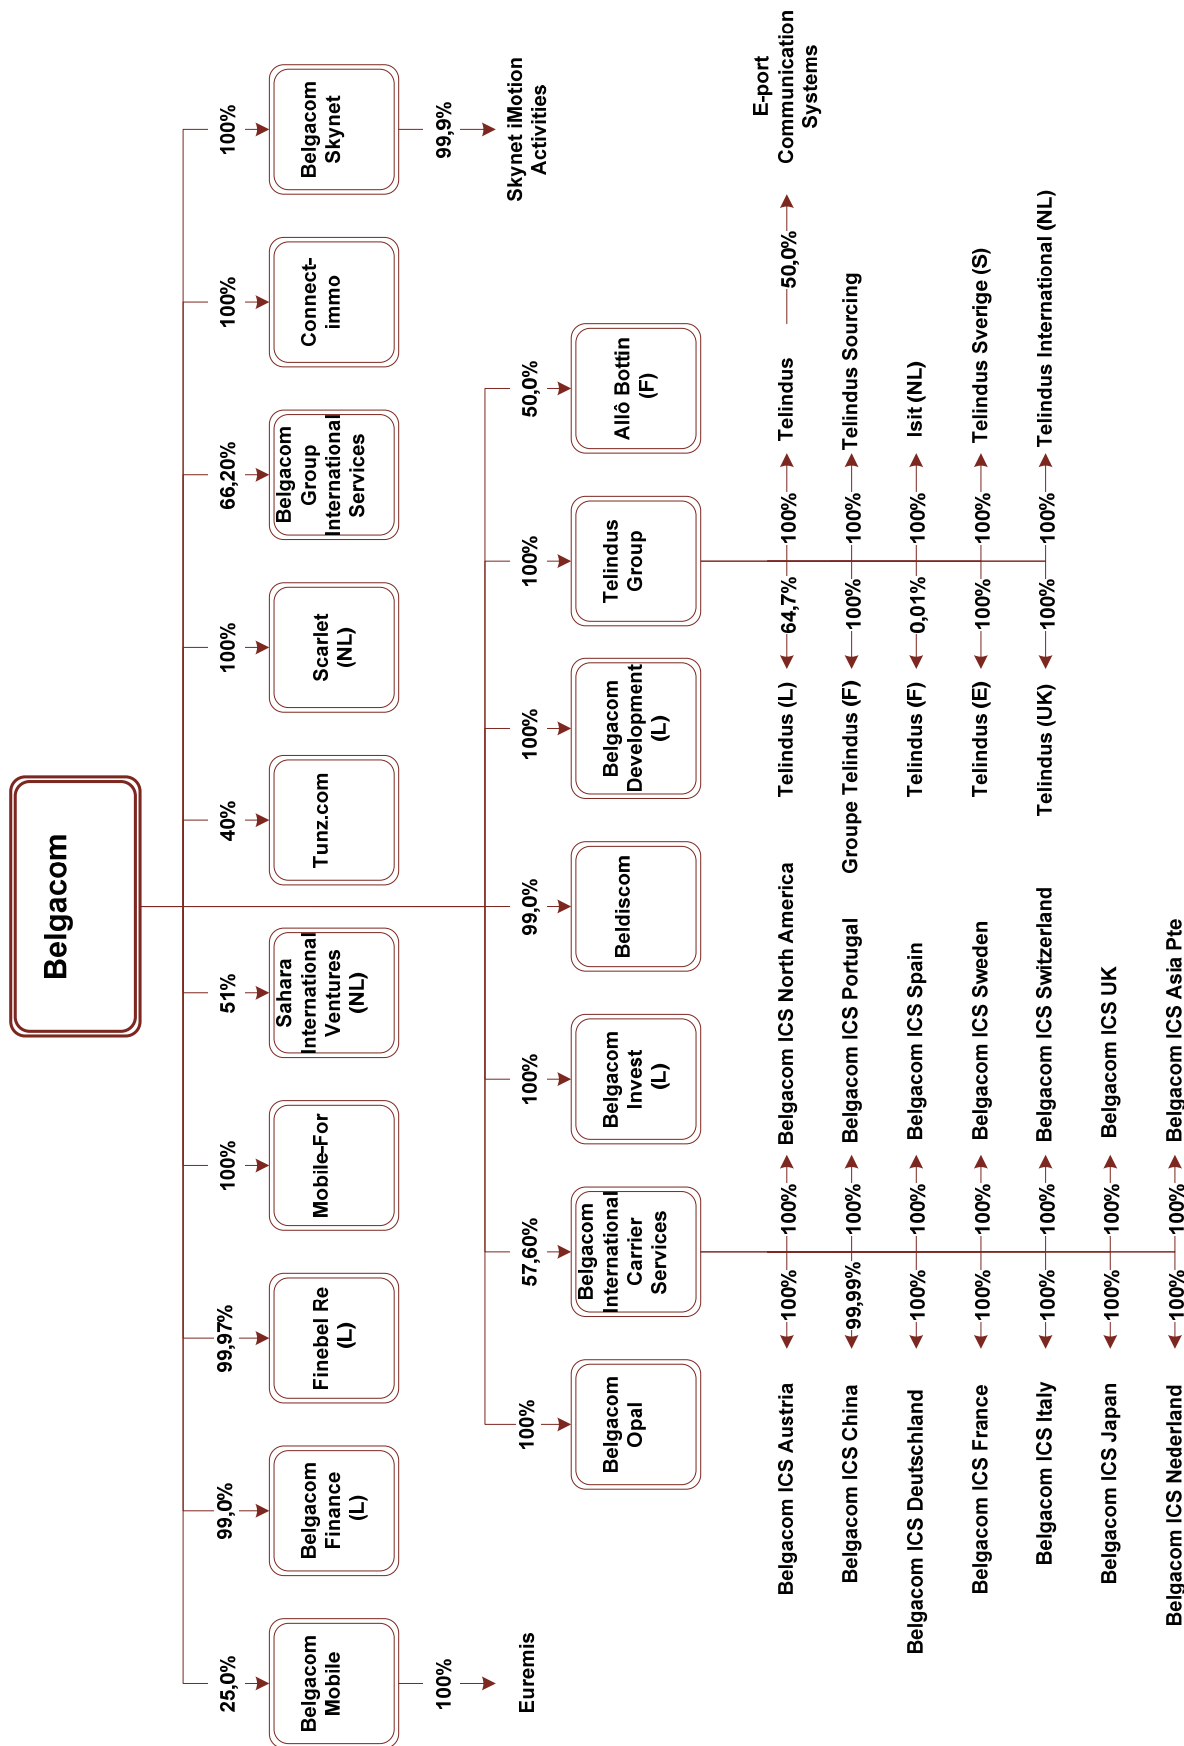 Belgacom
25,0%
99,0%
99,97%
100%
51%
40%
100%
66,20%
100%
100%
Belgacom
Mobile
Belgacom
Finance
(L)
Finebel Re
(L)
Mobile-For
Sahara
International
Ventures
(NL)
Tunz.com
Scarlet
(NL)
Belgacom
Group
International
Services
Connect-
immo
Belgacom
Skynet
100%
99,9%
Euremis
Skynet iMotion
Activities
100%
57,60%
100%
99,0%
100%
100%
50,0%
Belgacom
Opal
Belgacom
International
Carrier
Services
Belgacom
Invest
(L)
Beldiscom
Belgacom
Development
(L)
Telindus
Group
Allô Bottin
(F)
Belgacom ICS Austria
100%
100%
Belgacom ICS North America
Belgacom ICS China
99,99%
100%
Belgacom ICS Portugal
Belgacom ICS Deutschland
100%
100%
Belgacom ICS Spain
Belgacom ICS France
100%
100%
Belgacom ICS Sweden
Belgacom ICS Italy
100%
100%
Belgacom ICS Switzerland
Belgacom ICS Japan
100%
100%
Belgacom ICS UK
Belgacom ICS Nederland
100%
100%
Belgacom ICS Asia Pte
Telindus (L)
64,7%
100%
Telindus
50,0%
E-port
Communication
Systems
Groupe Telindus (F)
100%
100%
Telindus Sourcing
Telindus (F)
0,01%
100%
Isit (NL)
Telindus (E)
100%
100%
Telindus Sverige (S)
Telindus (UK)
100%
100%
Telindus International (NL)